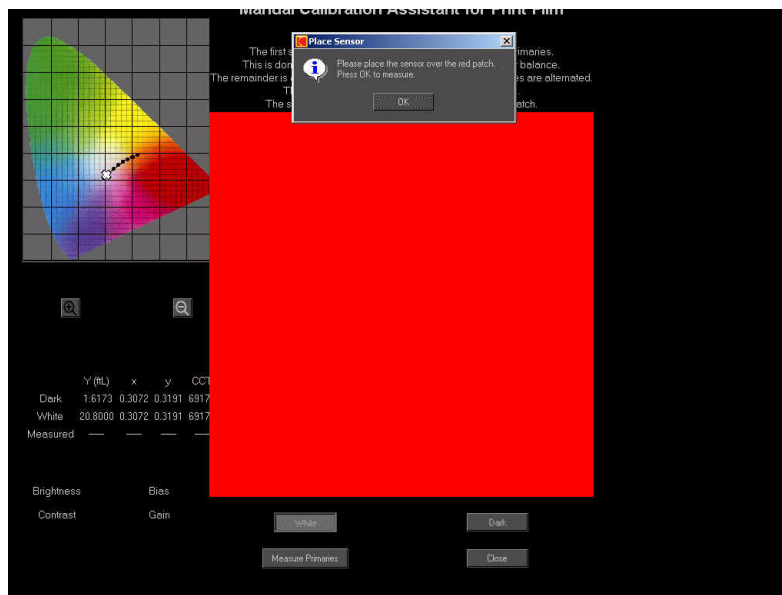 Manual Calibration Assistant for Print Film
Place Sensor
The first s
rimaries.
Please place the sensor over the red patch.
This is don
balance.
Press OK to measure.
The remainder is a
es are alternated.
OK
The s
atch.
Y (ftL) x y CCT
Dark 1.6173 0.3072 0.3191 6917
White 20.8000 0.3072 0.3191 6917
Measured — — — —
Brightness Bias
Contrast Gain
White Dark
Measure Primaries Close